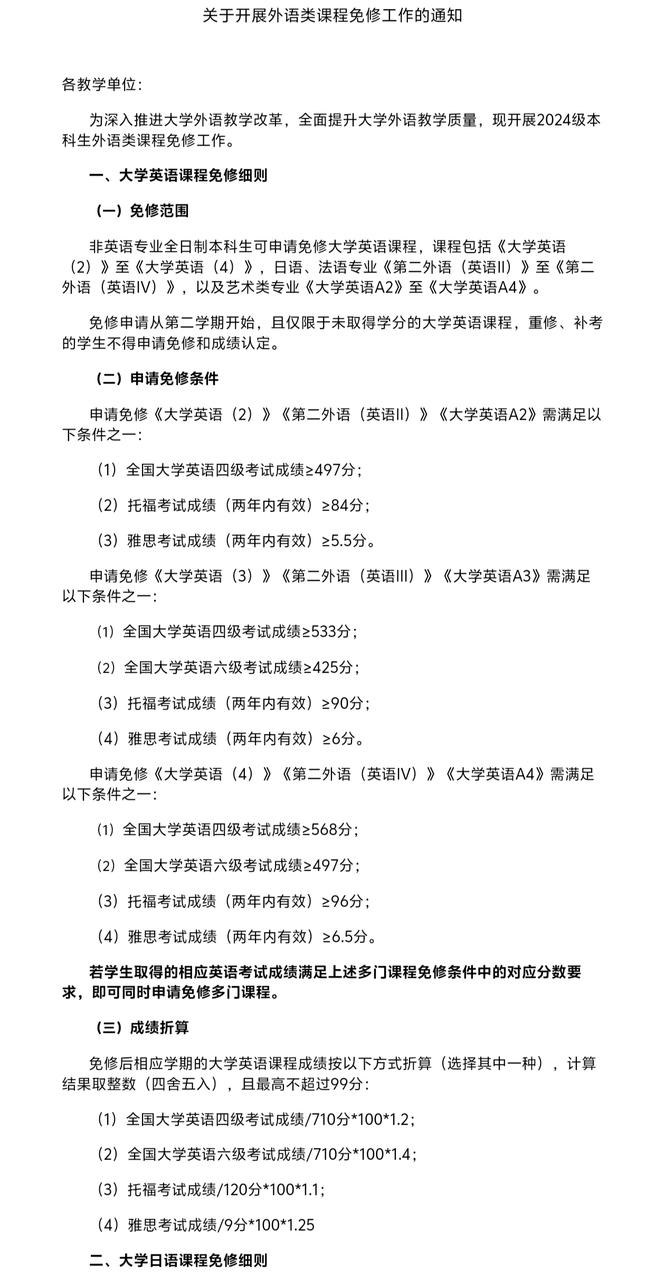 关于开展外语类课程免修工作的通知
各教学单位：
为深入推进大学外语教学改革，全面提升大学外语教学质量，现开展2024级本
科生外语类课程免修工作。
一、大学英语课程免修细则
（一）免修范围
非英语专业全日制本科生可申请免修大学英语课程，课程包括《大学英语
（2）》至《大学英语（4）》，日语、法语专业《第二外语（英语II）》至《第二
外语（英语IV）》，以及艺术类专业《大学英语A2》至《大学英语A4》。
免修申请从第二学期开始，且仅限于未取得学分的大学英语课程，重修、补考
的学生不得申请免修和成绩认定。
（二）申请免修条件
申请免修《大学英语（2）》《第二外语（英语II）》《大学英语A2》需满足以
下条件之一：
（1）全国大学英语四级考试成绩≥497分；
（2）托福考试成绩（两年内有效）≥84分；
（3）雅思考试成绩（两年内有效）≥5.5分。
申请免修《大学英语（3）》《第二外语（英语III）》《大学英语A3》需满足
以下条件之一：
（1）全国大学英语四级考试成绩≥533分；
（2）全国大学英语六级考试成绩≥425分；
（3）托福考试成绩（两年内有效）≥90分；
（4）雅思考试成绩（两年内有效）≥6分。
申请免修《大学英语（4）》《第二外语（英语IV）》《大学英语A4》需满足
以下条件之一：
（1）全国大学英语四级考试成绩≥568分；
（2）全国大学英语六级考试成绩≥497分；
（3）托福考试成绩（两年内有效）≥96分；
（4）雅思考试成绩（两年内有效）≥6.5分。
若学生取得的相应英语考试成绩满足上述多门课程免修条件中的对应分数要
求，即可同时申请免修多门课程。
（三）成绩折算
免修后相应学期的大学英语课程成绩按以下方式折算（选择其中一种），计算
结果取整数（四舍五入），且最高不超过99分：
（1）全国大学英语四级考试成绩/710分*100*1.2；
（2）全国大学英语六级考试成绩/710分*100*1.4；
（3）托福考试成绩/120分*100*1.1；
（4）雅思考试成绩/9分*100*1.25
二、大学日语课程免修细则